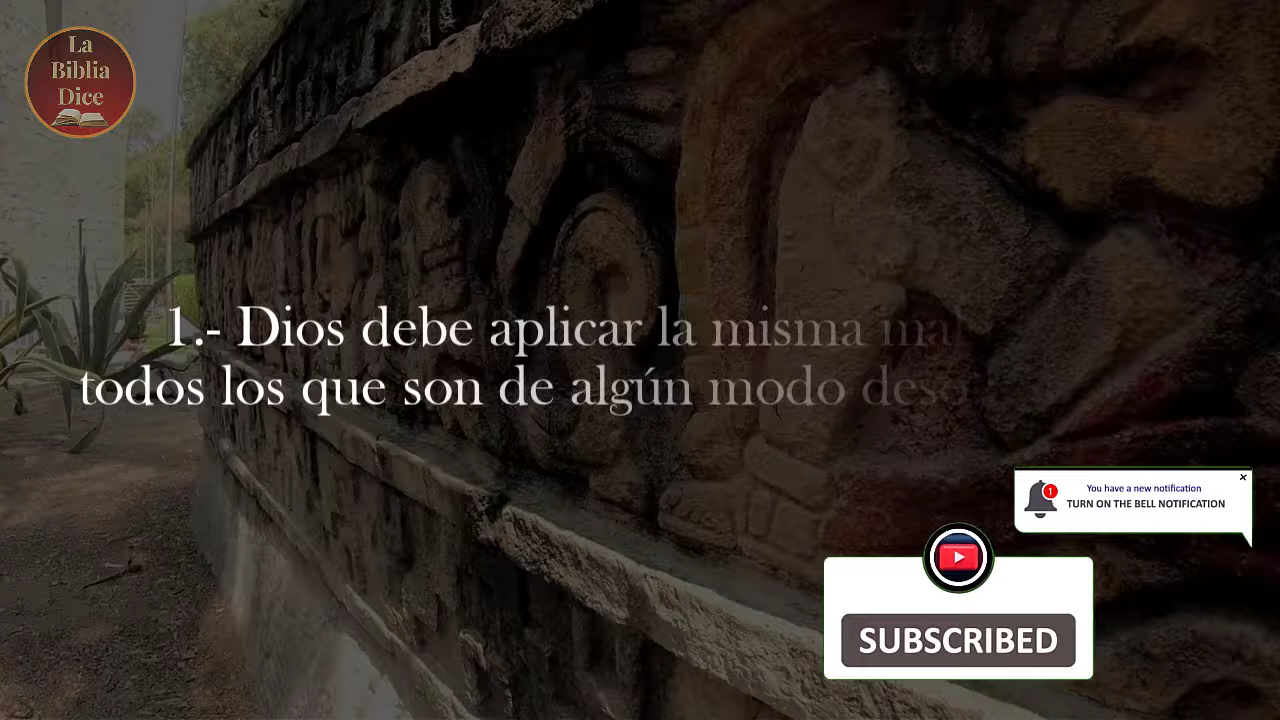 La
Biblia
Dice
1.- Dios debe aplicar la misma
todos los que son de algún modo
You have a new notification
TURN ON THE BELL NOTIFICATION
1
SUBSCRIBED